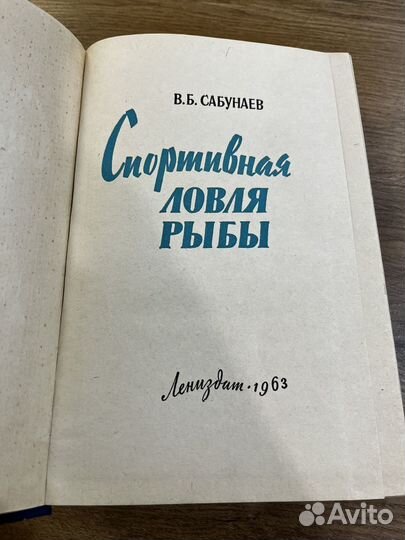 В.Б. САБУНАЕВ
Спортивная
ЛОВЛЯ
РЫБЫ
Лениздат·1963
Avito